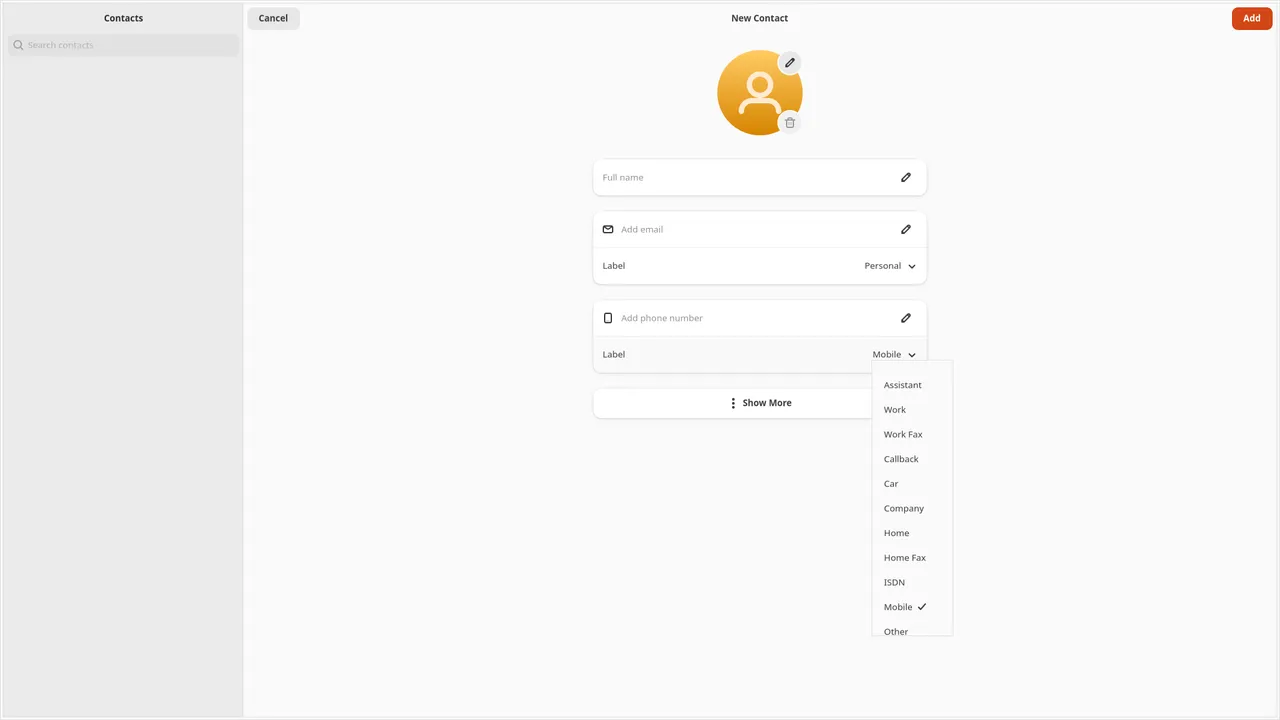 Contacts
Search contacts
Cancel
New Contact
Add
Full name
Add email
Label
Personal
Add phone number
Label
Mobile
Show More
Assistant
Work
Work Fax
Callback
Car
Company
Home
Home Fax
ISDN
Mobile
Other